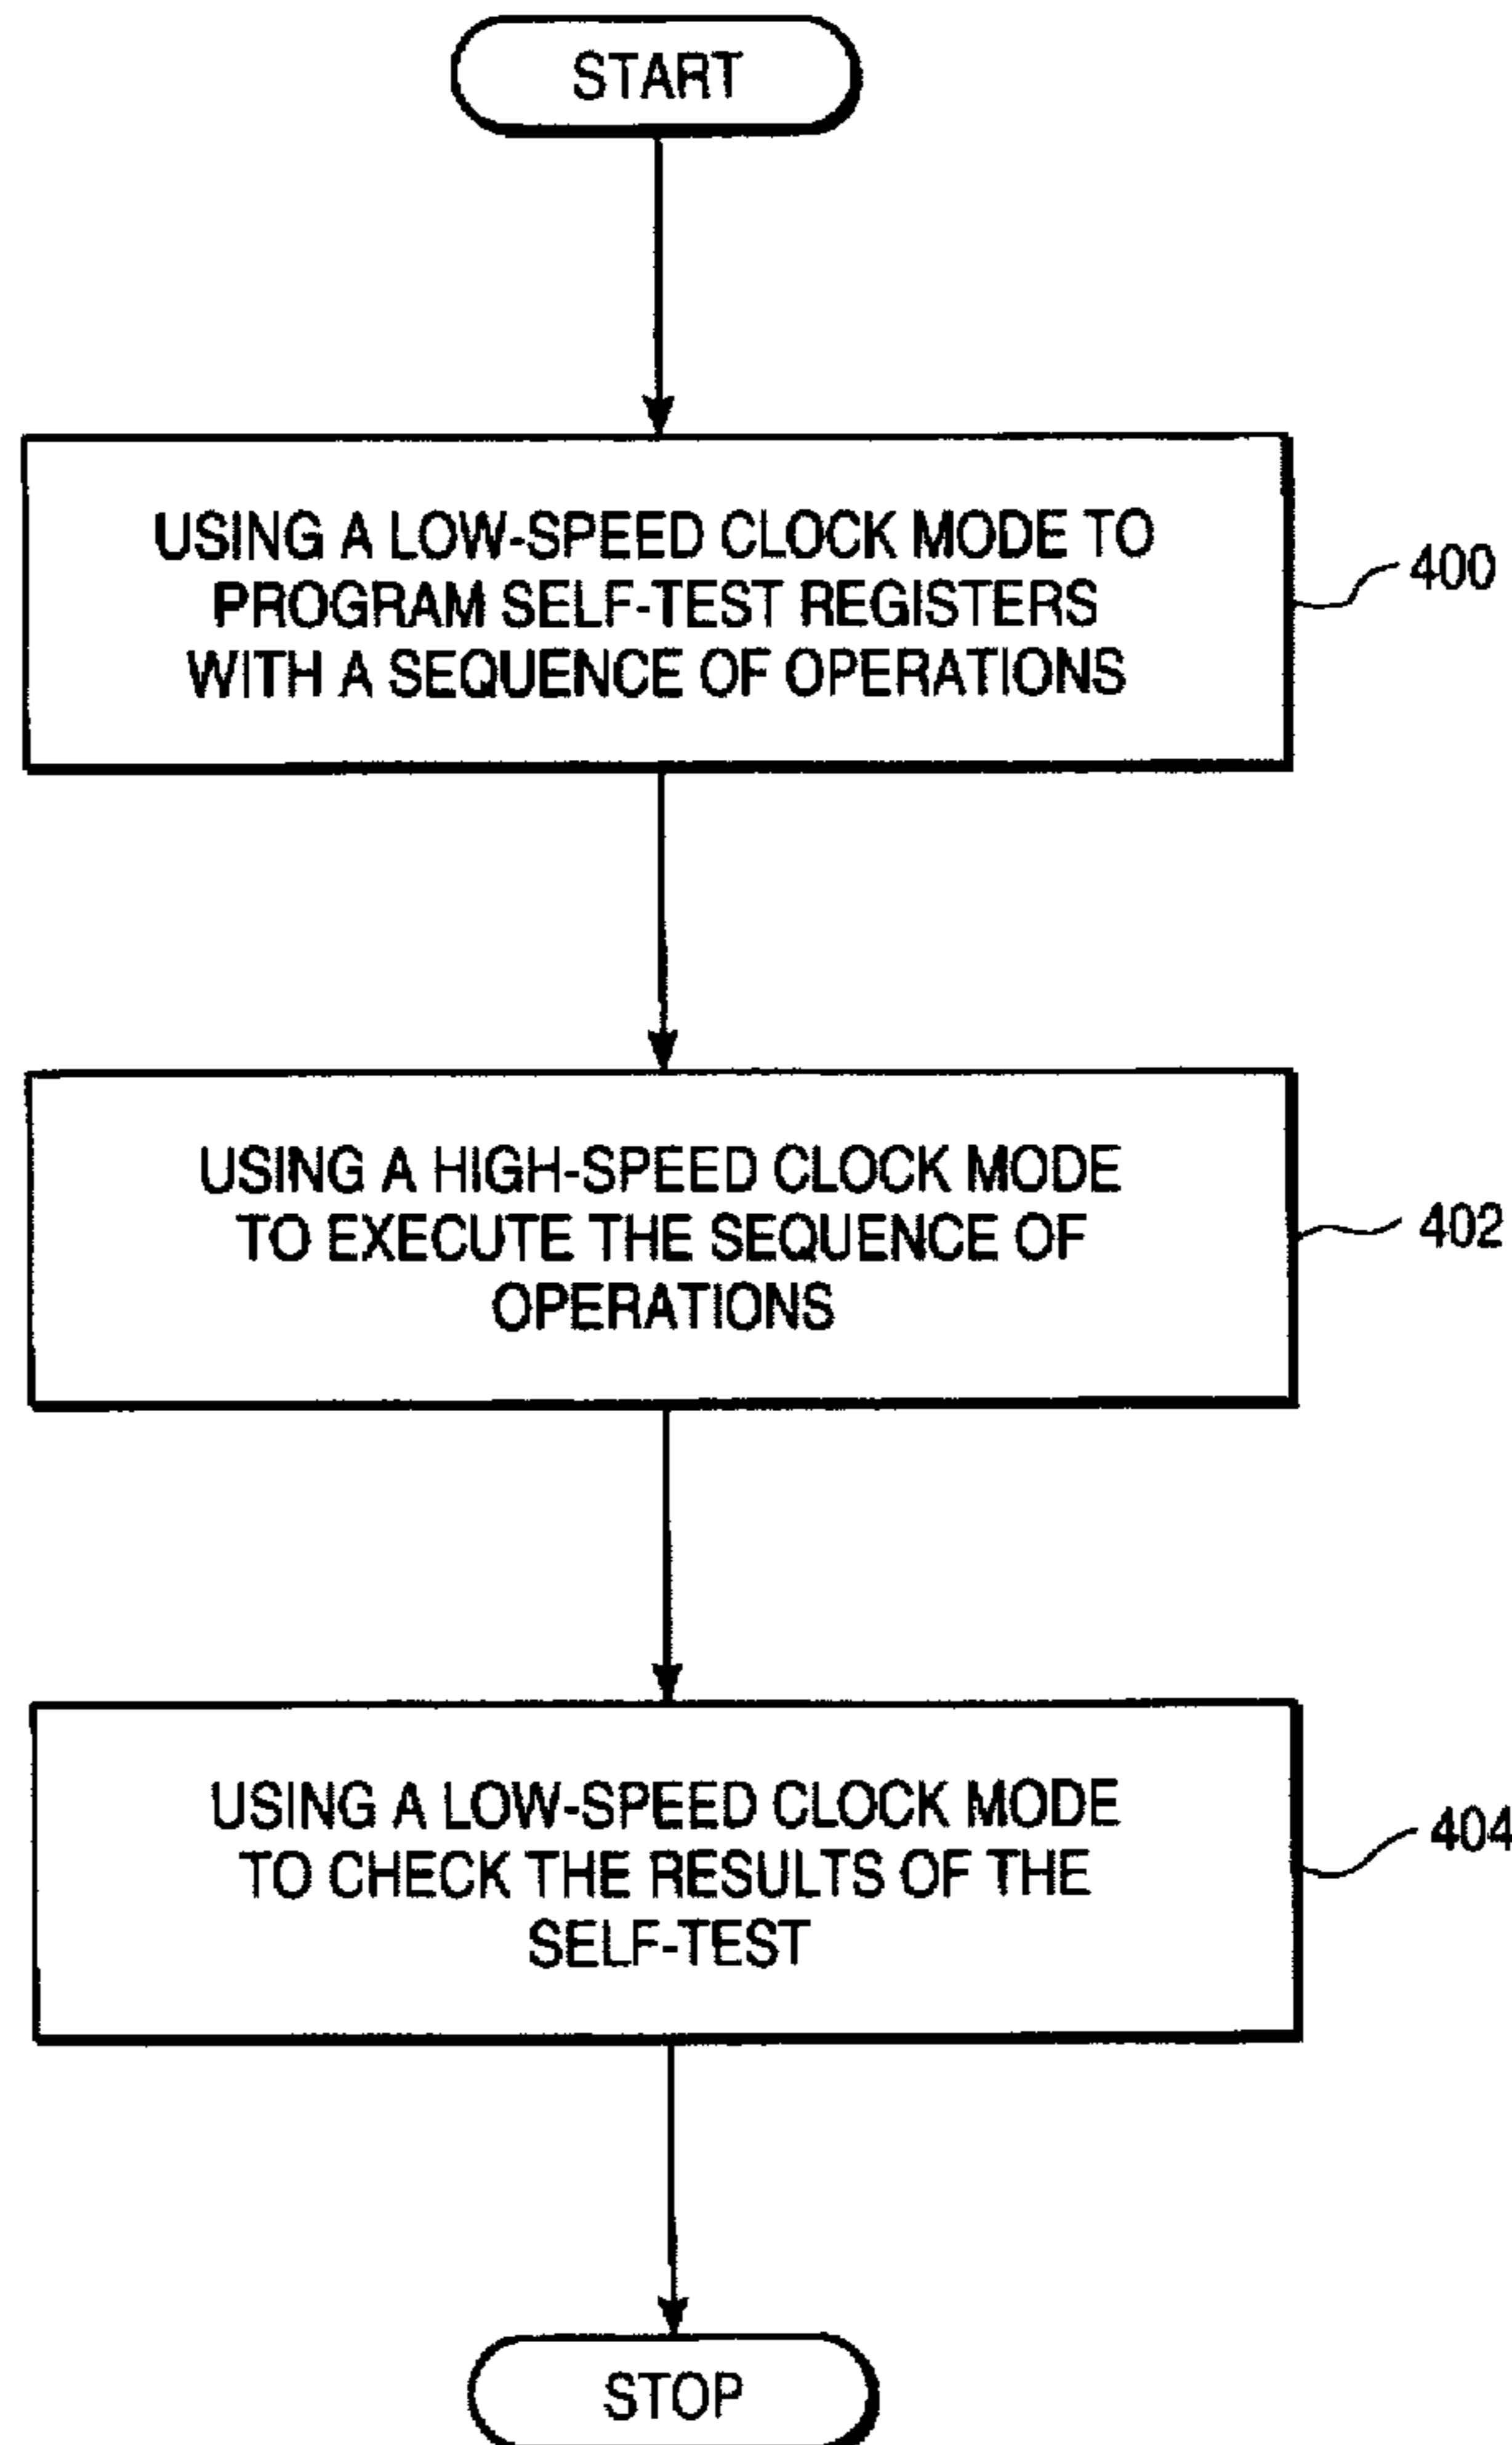 START
USING A LOW-SPEED CLOCK MODE TO
PROGRAM SELF-TEST REGISTERS
WITH A SEQUENCE OF OPERATIONS
400
USING A HIGH-SPEED CLOCK MODE
TO EXECUTE THE SEQUENCE OF
OPERATIONS
402
USING A LOW-SPEED CLOCK MODE
TO CHECK THE RESULTS OF THE
SELF-TEST
404
STOP